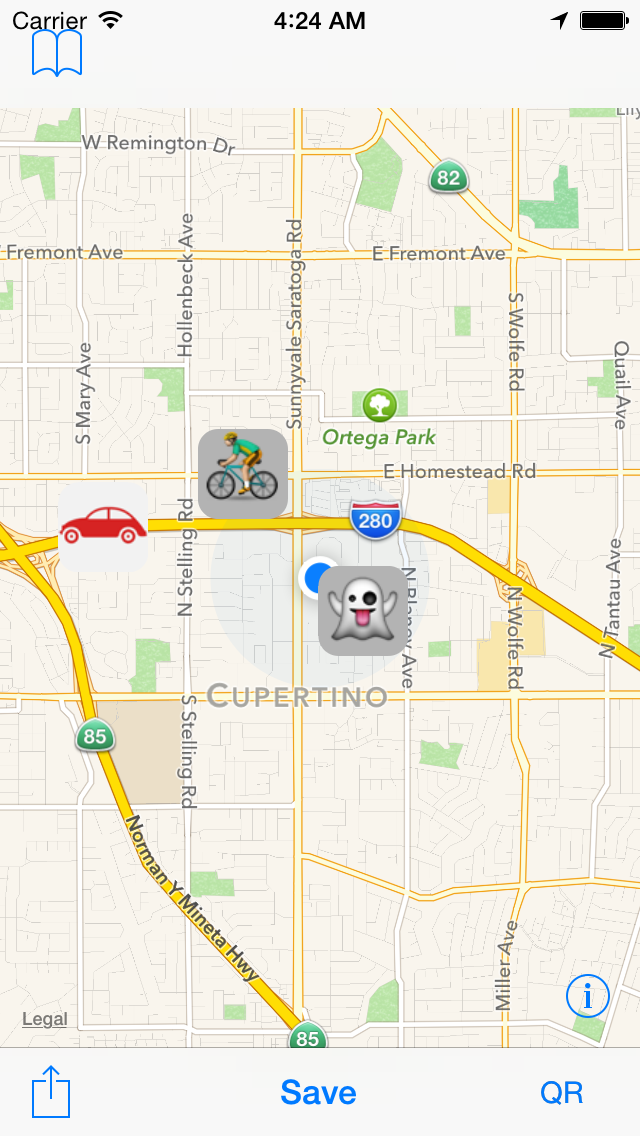 Carrier 4:24 AM
W Remington Dr
82
Fremont Ave
E Fremont Ave
Hollenbeck Ave
Sunnyvale Saratoga Rd
S Wolfe Rd
S Mary Ave
Quail Ave
Ortega Park
E Homestead Rd
280
N Stelling Rd
N Blaney Ave
N Wolfe Rd
N Tantau Ave
CUPERTINO
85
S Stelling Rd
Norman Y Mineta Hwy
Miller Ave
i
Legal
85
Save
QR